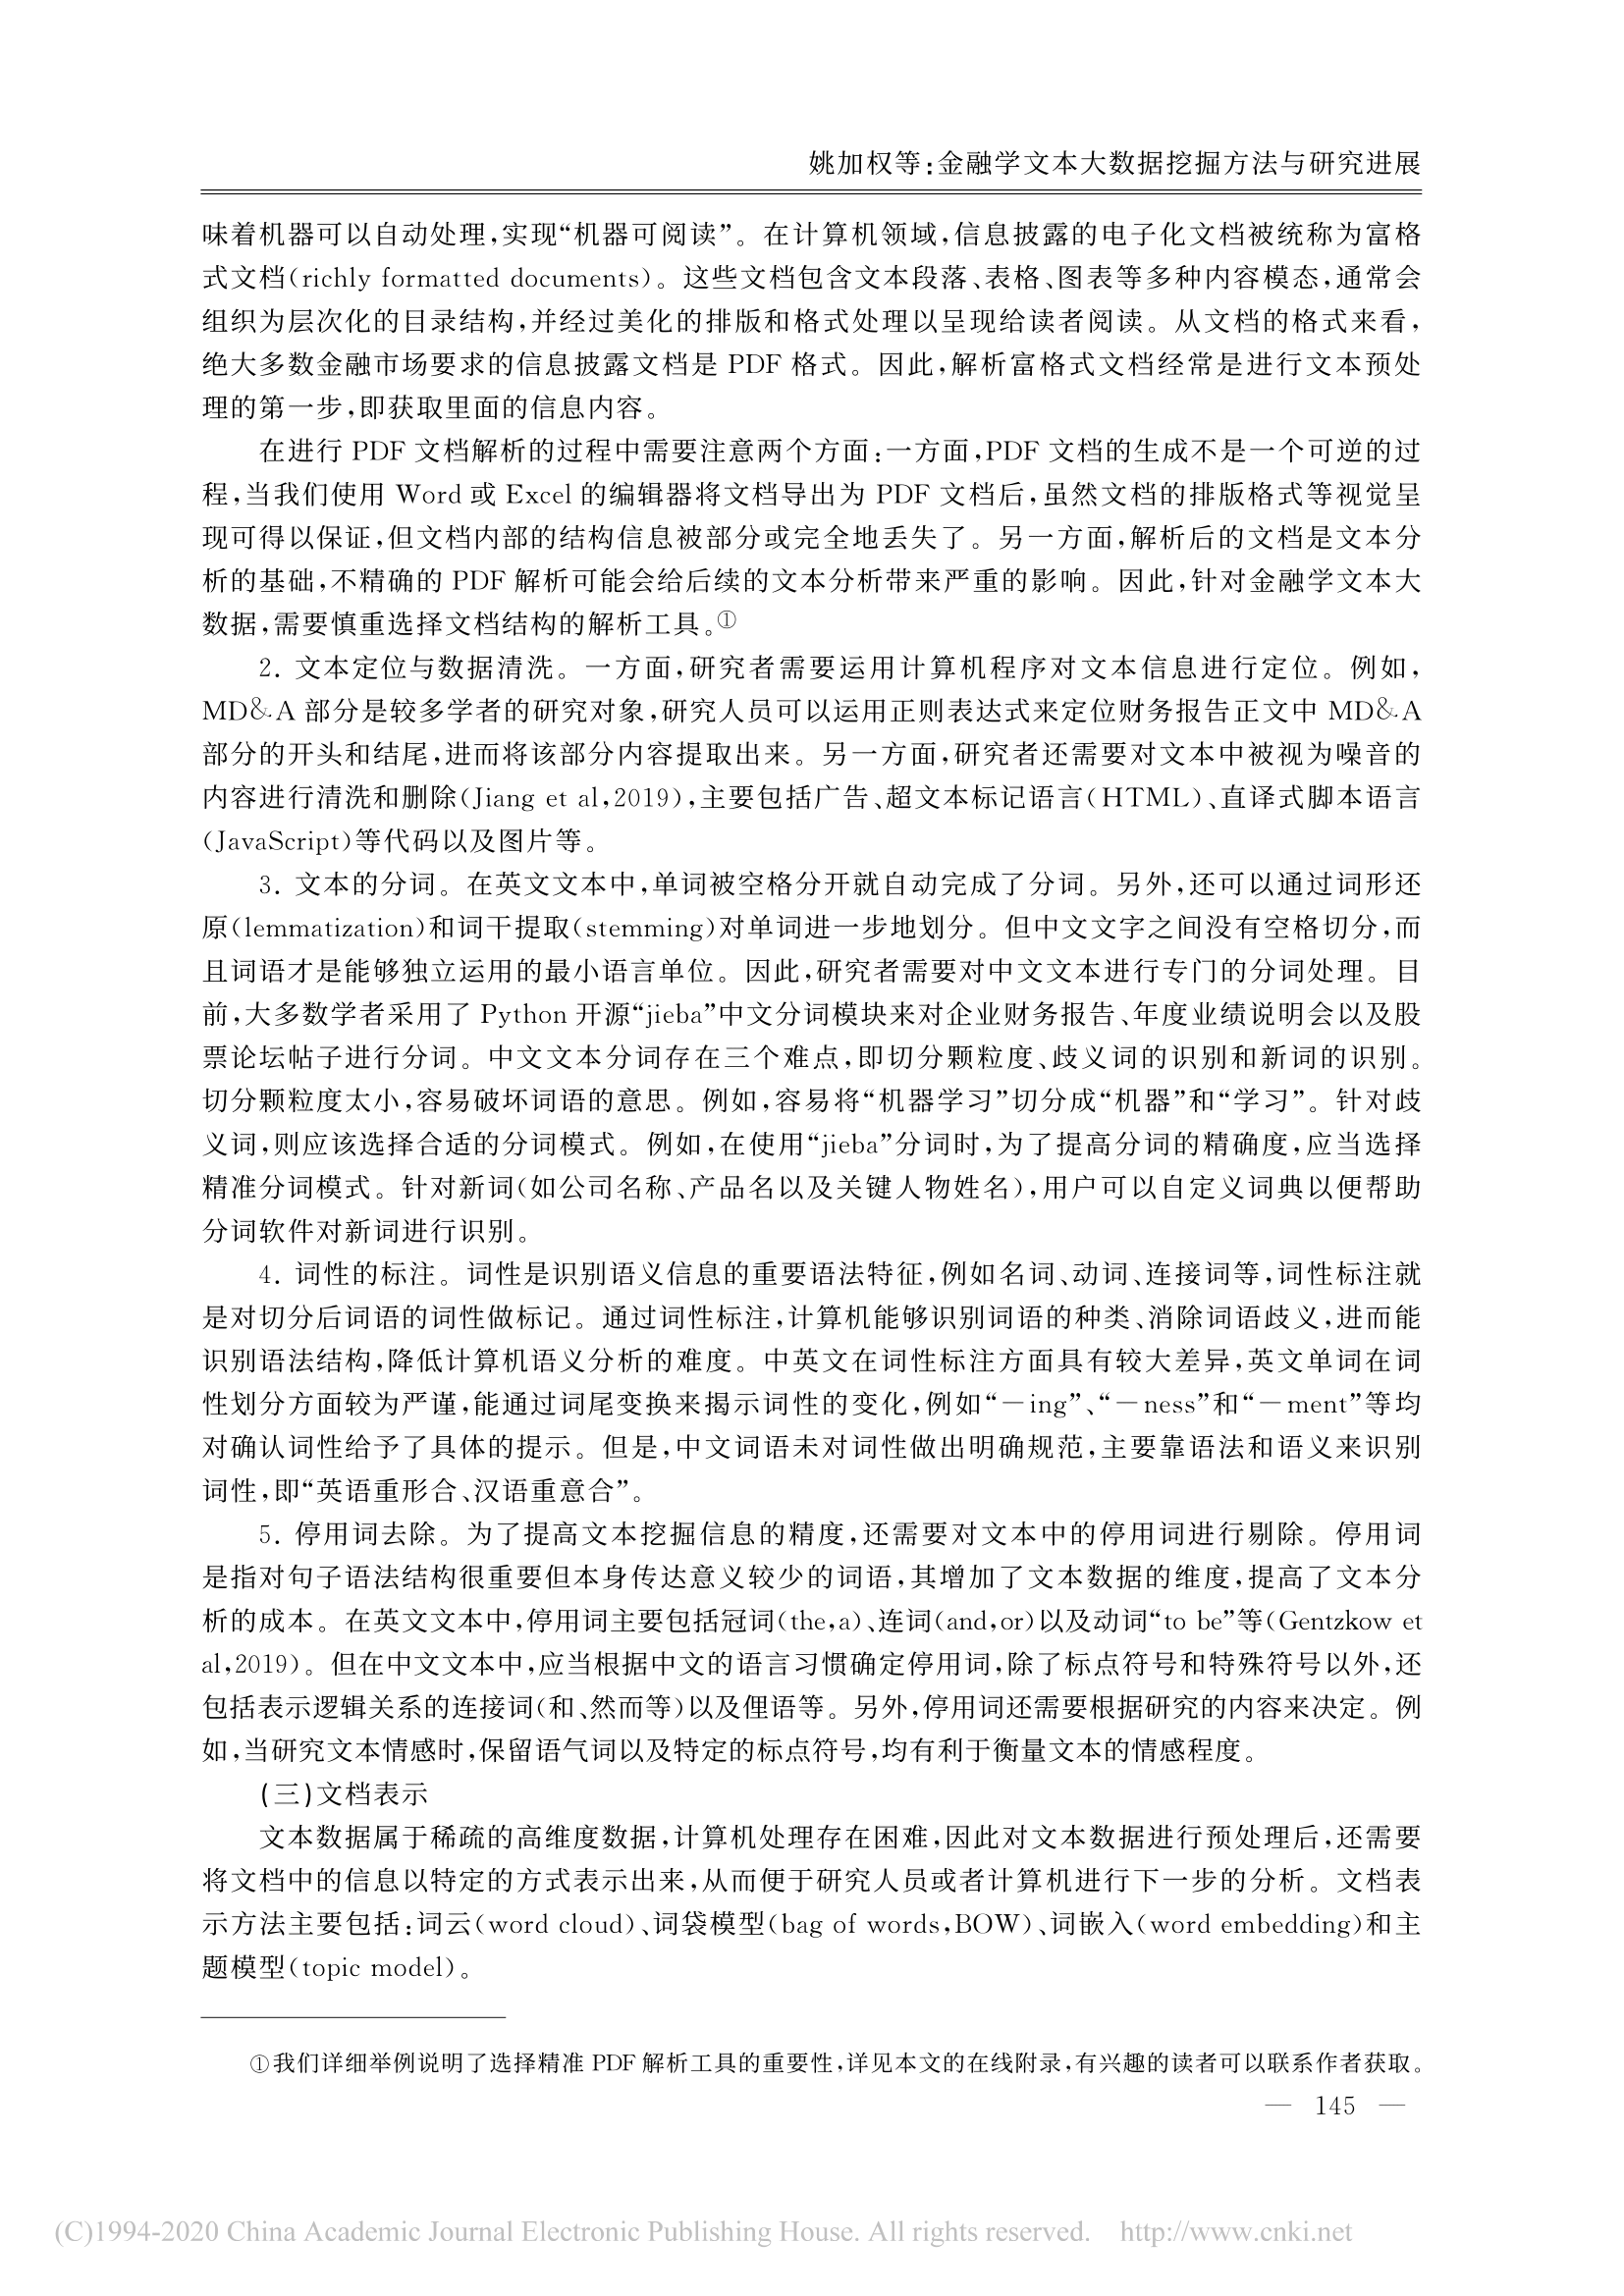 姚加权等:金融学文本大数据挖掘方法与研究进展
味着机器可以自动处理,实现“机器可阅读”。在计算机领域,信息披露的电子化文档被统称为富格
式文档(richly formatted documents)。这些文档包含文本段落、表格、图表等多种内容模态,通常会
组织为层次化的目录结构,并经过美化的排版和格式处理以呈现给读者阅读。从文档的格式来看,
绝大多数金融市场要求的信息披露文档是 PDF 格式。因此,解析富格式文档经常是进行文本预处
理的第一步,即获取里面的信息内容。
在进行 PDF 文档解析的过程中需要注意两个方面:一方面,PDF 文档的生成不是一个可逆的过
程,当我们使用 Word 或 Excel 的编辑器将文档导出为 PDF 文档后,虽然文档的排版格式等视觉呈
现可得以保证,但文档内部的结构信息被部分或完全地丢失了。另一方面,解析后的文档是文本分
析的基础,不精确的 PDF 解析可能会给后续的文本分析带来严重的影响。因此,针对金融学文本大
数据,需要慎重选择文档结构的解析工具。①
2. 文本定位与数据清洗。一方面,研究者需要运用计算机程序对文本信息进行定位。例如,
MD&A 部分是较多学者的研究对象,研究人员可以运用正则表达式来定位财务报告正文中 MD&A
部分的开头和结尾,进而将该部分内容提取出来。另一方面,研究者还需要对文本中被视为噪音的
内容进行清洗和删除(Jiang et al,2019),主要包括广告、超文本标记语言(HTML)、直译式脚本语言
(JavaScript)等代码以及图片等。
3. 文本的分词。在英文文本中,单词被空格分开就自动完成了分词。另外,还可以通过词形还
原(lemmatization)和词干提取(stemming)对单词进一步地划分。但中文文字之间没有空格切分,而
且词语才是能够独立运用的最小语言单位。因此,研究者需要对中文文本进行专门的分词处理。目
前,大多数学者采用了 Python 开源“jieba”中文分词模块来对企业财务报告、年度业绩说明会以及股
票论坛帖子进行分词。中文文本分词存在三个难点,即切分颗粒度、歧义词的识别和新词的识别。
切分颗粒度太小,容易破坏词语的意思。例如,容易将“机器学习”切分成“机器”和“学习”。针对歧
义词,则应该选择合适的分词模式。例如,在使用“jieba”分词时,为了提高分词的精确度,应当选择
精准分词模式。针对新词(如公司名称、产品名以及关键人物姓名),用户可以自定义词典以便帮助
分词软件对新词进行识别。
4. 词性的标注。词性是识别语义信息的重要语法特征,例如名词、动词、连接词等,词性标注就
是对切分后词语的词性做标记。通过词性标注,计算机能够识别词语的种类、消除词语歧义,进而能
识别语法结构,降低计算机语义分析的难度。中英文在词性标注方面具有较大差异,英文单词在词
性划分方面较为严谨,能通过词尾变换来揭示词性的变化,例如“－ing”、“－ness”和“－ment”等均
对确认词性给予了具体的提示。但是,中文词语未对词性做出明确规范,主要靠语法和语义来识别
词性,即“英语重形合、汉语重意合”。
5. 停用词去除。为了提高文本挖掘信息的精度,还需要对文本中的停用词进行剔除。停用词
是指对句子语法结构很重要但本身传达意义较少的词语,其增加了文本数据的维度,提高了文本分
析的成本。在英文文本中,停用词主要包括冠词(the,a)、连词(and,or)以及动词“to be”等(Gentzkow et
al,2019)。但在中文文本中,应当根据中文的语言习惯确定停用词,除了标点符号和特殊符号以外,还
包括表示逻辑关系的连接词(和、然而等)以及俚语等。另外,停用词还需要根据研究的内容来决定。例
如,当研究文本情感时,保留语气词以及特定的标点符号,均有利于衡量文本的情感程度。
(三)文档表示
文本数据属于稀疏的高维度数据,计算机处理存在困难,因此对文本数据进行预处理后,还需要
将文档中的信息以特定的方式表示出来,从而便于研究人员或者计算机进行下一步的分析。文档表
示方法主要包括:词云(word cloud)、词袋模型(bag of words,BOW)、词嵌入(word embedding)和主
题模型(topic model)。
①我们详细举例说明了选择精准 PDF 解析工具的重要性,详见本文的在线附录,有兴趣的读者可以联系作者获取。
— 145 —
(C)1994-2020 China Academic Journal Electronic Publishing House. All rights reserved. http://www.cnki.net